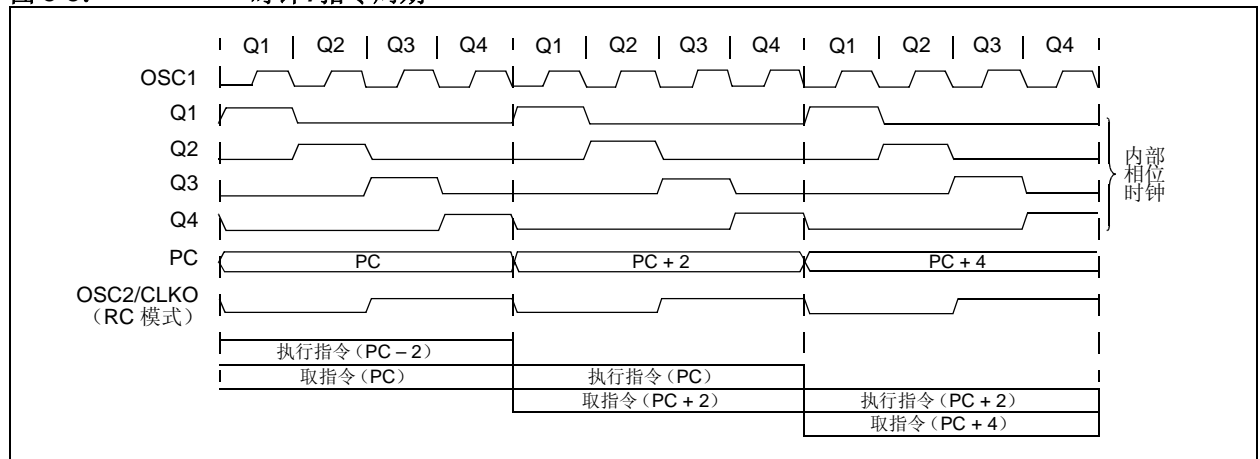 Q1 Q2 Q3 Q4 Q1 Q2 Q3 Q4 Q1 Q2 Q3 Q4
OSC1
Q1
Q2
Q3
Q4
内部
相位
时钟
PC PC PC + 2 PC + 4
OSC2/CLKO
（RC 模式）
执行指令（PC – 2）
取指令（PC） 执行指令（PC）
取指令（PC + 2） 执行指令（PC + 2）
取指令（PC + 4）